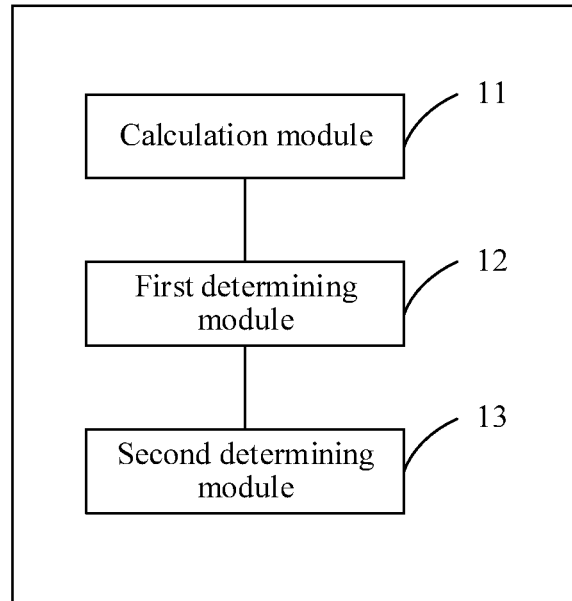 11
Calculation module
12
First determining
module
13
Second determining
module